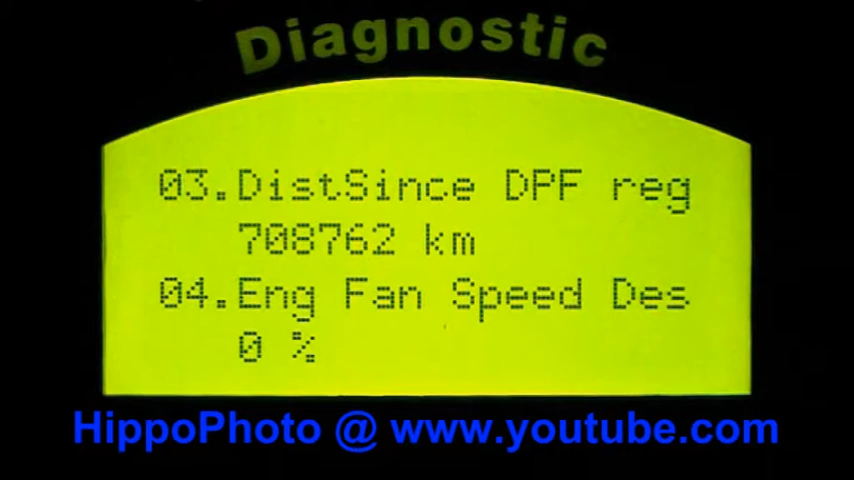 Diagnostic
03.DistSince DPF reg
708762 km
04.Eng Fan Speed Des
0 %
HippoPhoto @ www.youtube.com